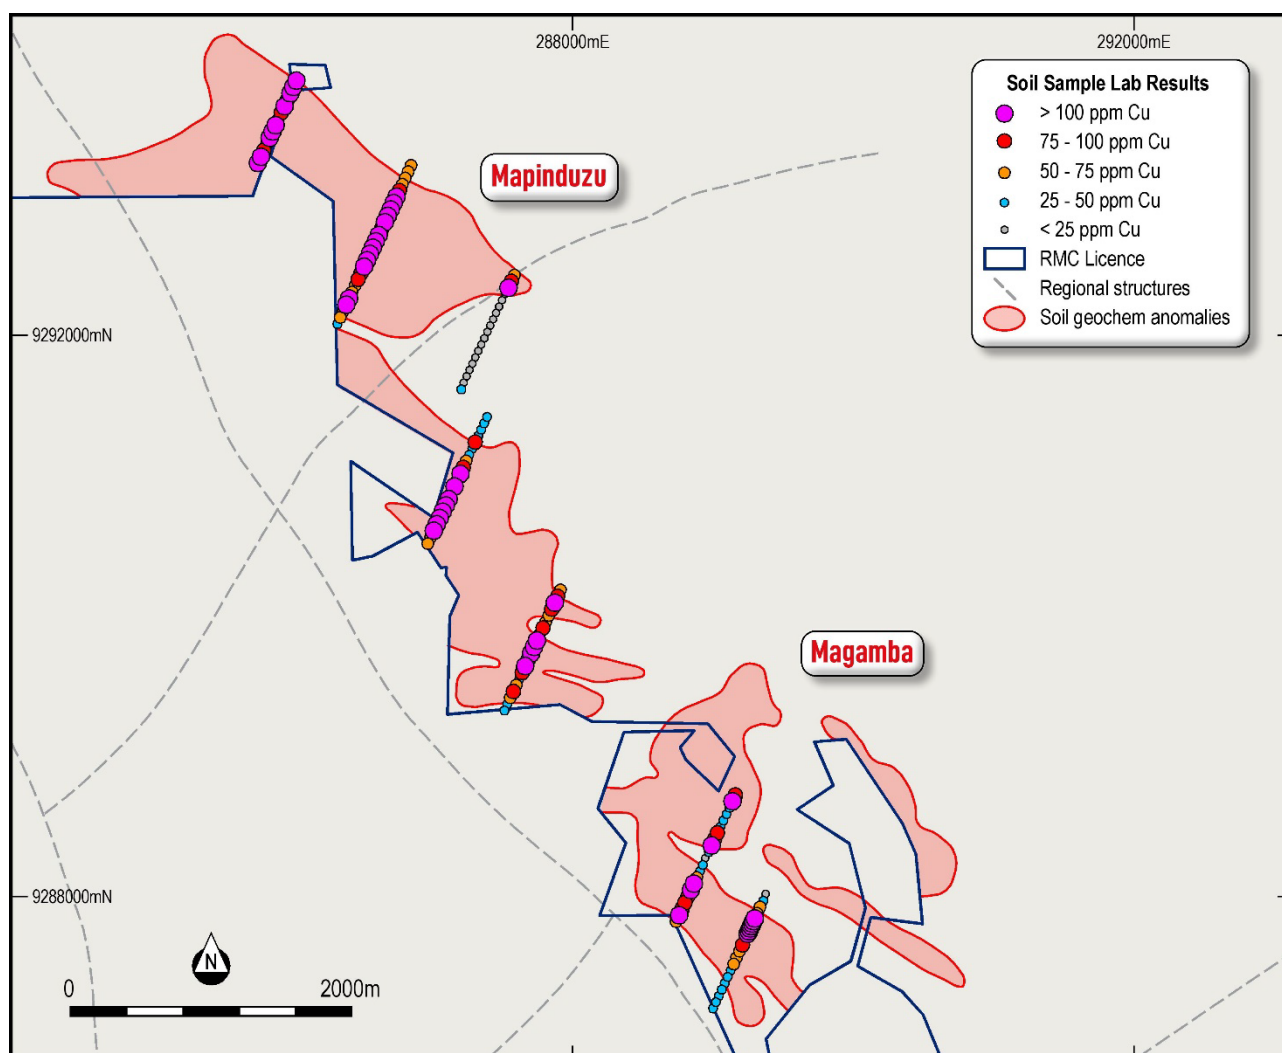 288000mE
292000mE
Soil Sample Lab Results
> 100 ppm Cu
75 - 100 ppm Cu
50 - 75 ppm Cu
25 - 50 ppm Cu
< 25 ppm Cu
RMC Licence
Regional structures
Soil geochem anomalies
Mapinduzu
9292000mN
Magamba
9288000mN
N
0
2000m